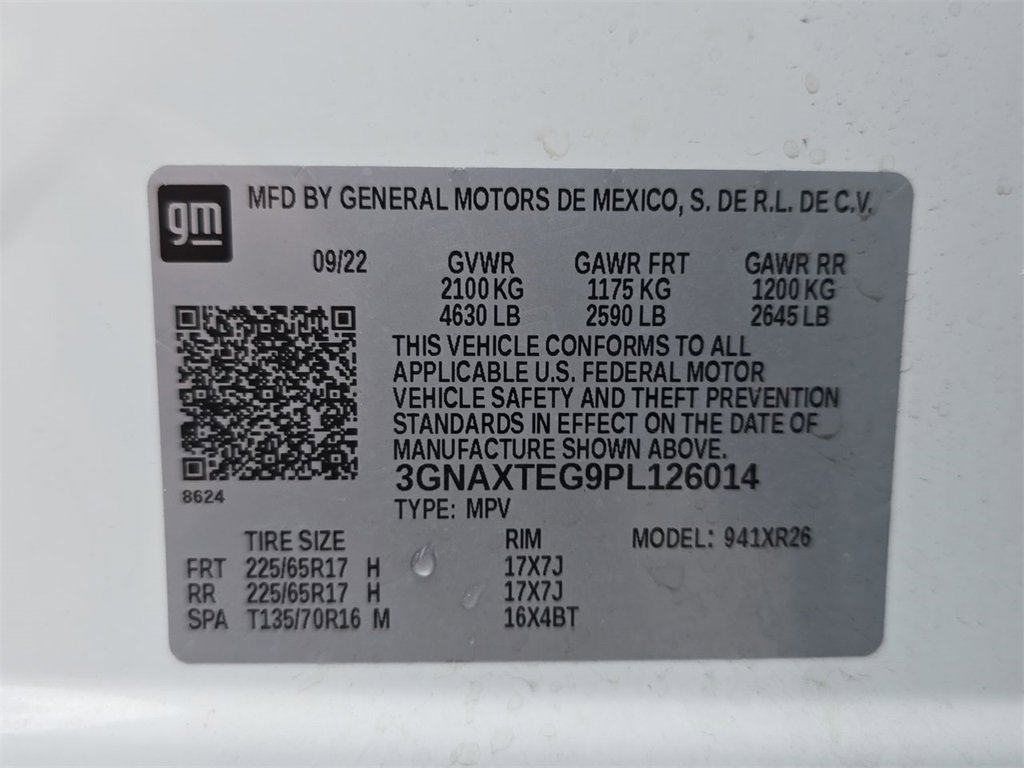 gm
MFD BY GENERAL MOTORS DE MEXICO, S. DE R.L. DE C.V.
09/22 GVWR GAWR FRT GAWR RR
2100 KG 1175 KG 1200 KG
4630 LB 2590 LB 2645 LB
THIS VEHICLE CONFORMS TO ALL
APPLICABLE U.S. FEDERAL MOTOR
VEHICLE SAFETY AND THEFT PREVENTION
STANDARDS IN EFFECT ON THE DATE OF
MANUFACTURE SHOWN ABOVE.
3GNAXTEG9PL126014
8624
TYPE: MPV
TIRE SIZE RIM MODEL: 941XR26
FRT 225/65R17 H 17X7J
RR 225/65R17 H 17X7J
SPA T135/70R16 M 16X4BT